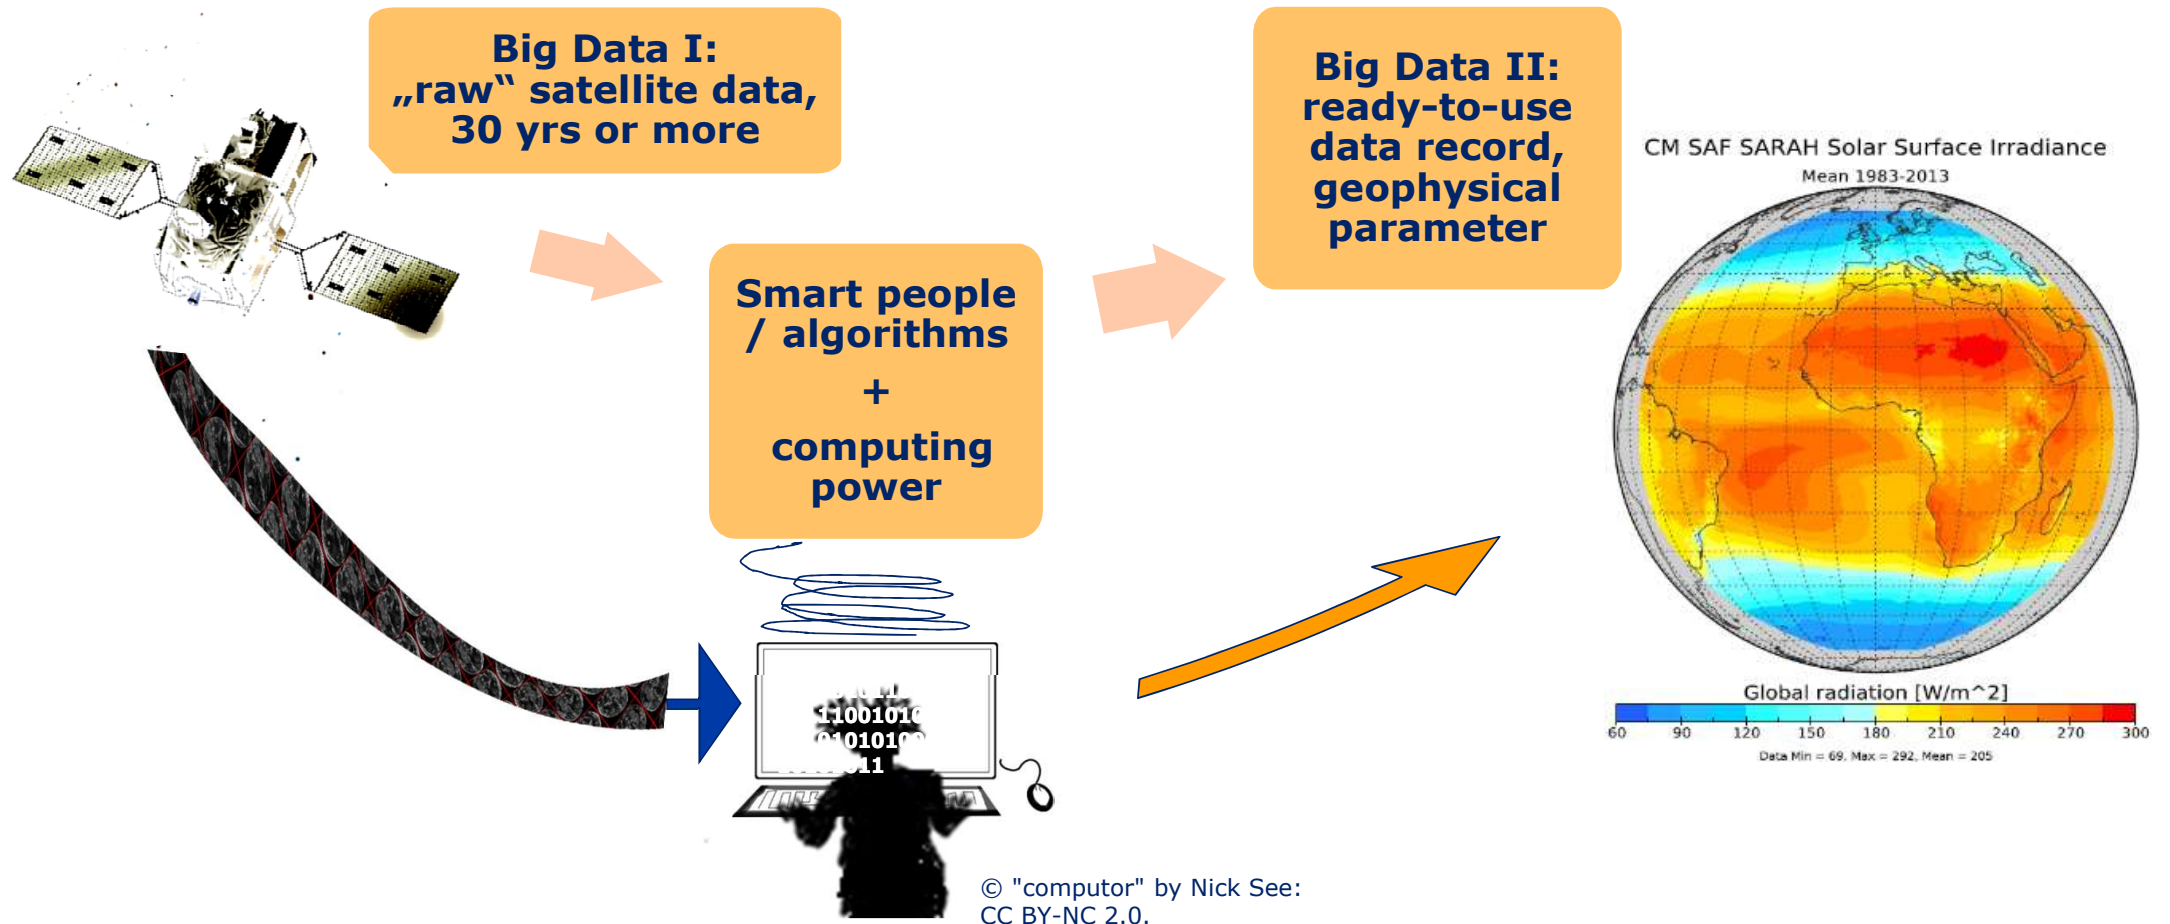 Big Data I:
„raw“ satellite data,
30 yrs or more
Smart people
/ algorithms
+
computing
power
Big Data II:
ready-to-use
data record,
geophysical
parameter
CM SAF SARAH Solar Surface Irradiance
Mean 1983-2013
Global radiation [W/m^2]
60 90 120 150 180 210 240 270 300
Data Min = 69, Max = 292, Mean = 205
© "computor" by Nick See:
CC BY-NC 2.0.